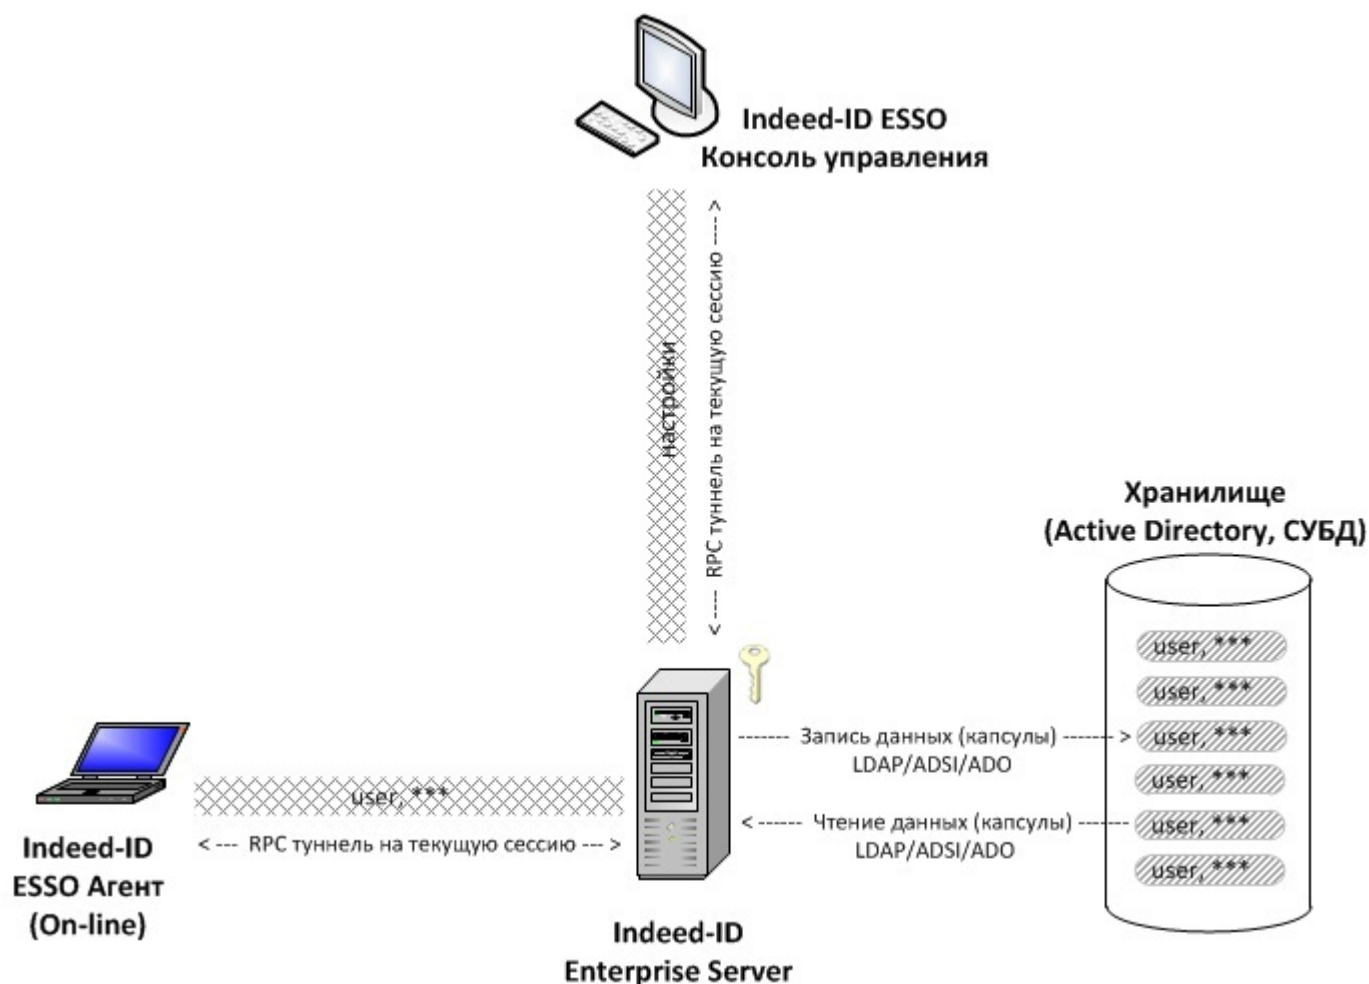 Indeed-ID ESSO
Консоль управления
настройки
< ---- RPC туннель на текущую сессию ----- >
Хранилище
(Active Directory, СУБД)
user, ***
user, ***
user, ***
user, ***
user, ***
user, ***
------- Запись данных (капсулы) ------- >
LDAP/ADSI/ADO
< ------- Чтение данных (капсулы) -------
LDAP/ADSI/ADO
user, ***
< --- RPC туннель на текущую сессию --- >
Indeed-ID
ESSO Агент
(On-line)
Indeed-ID
Enterprise Server